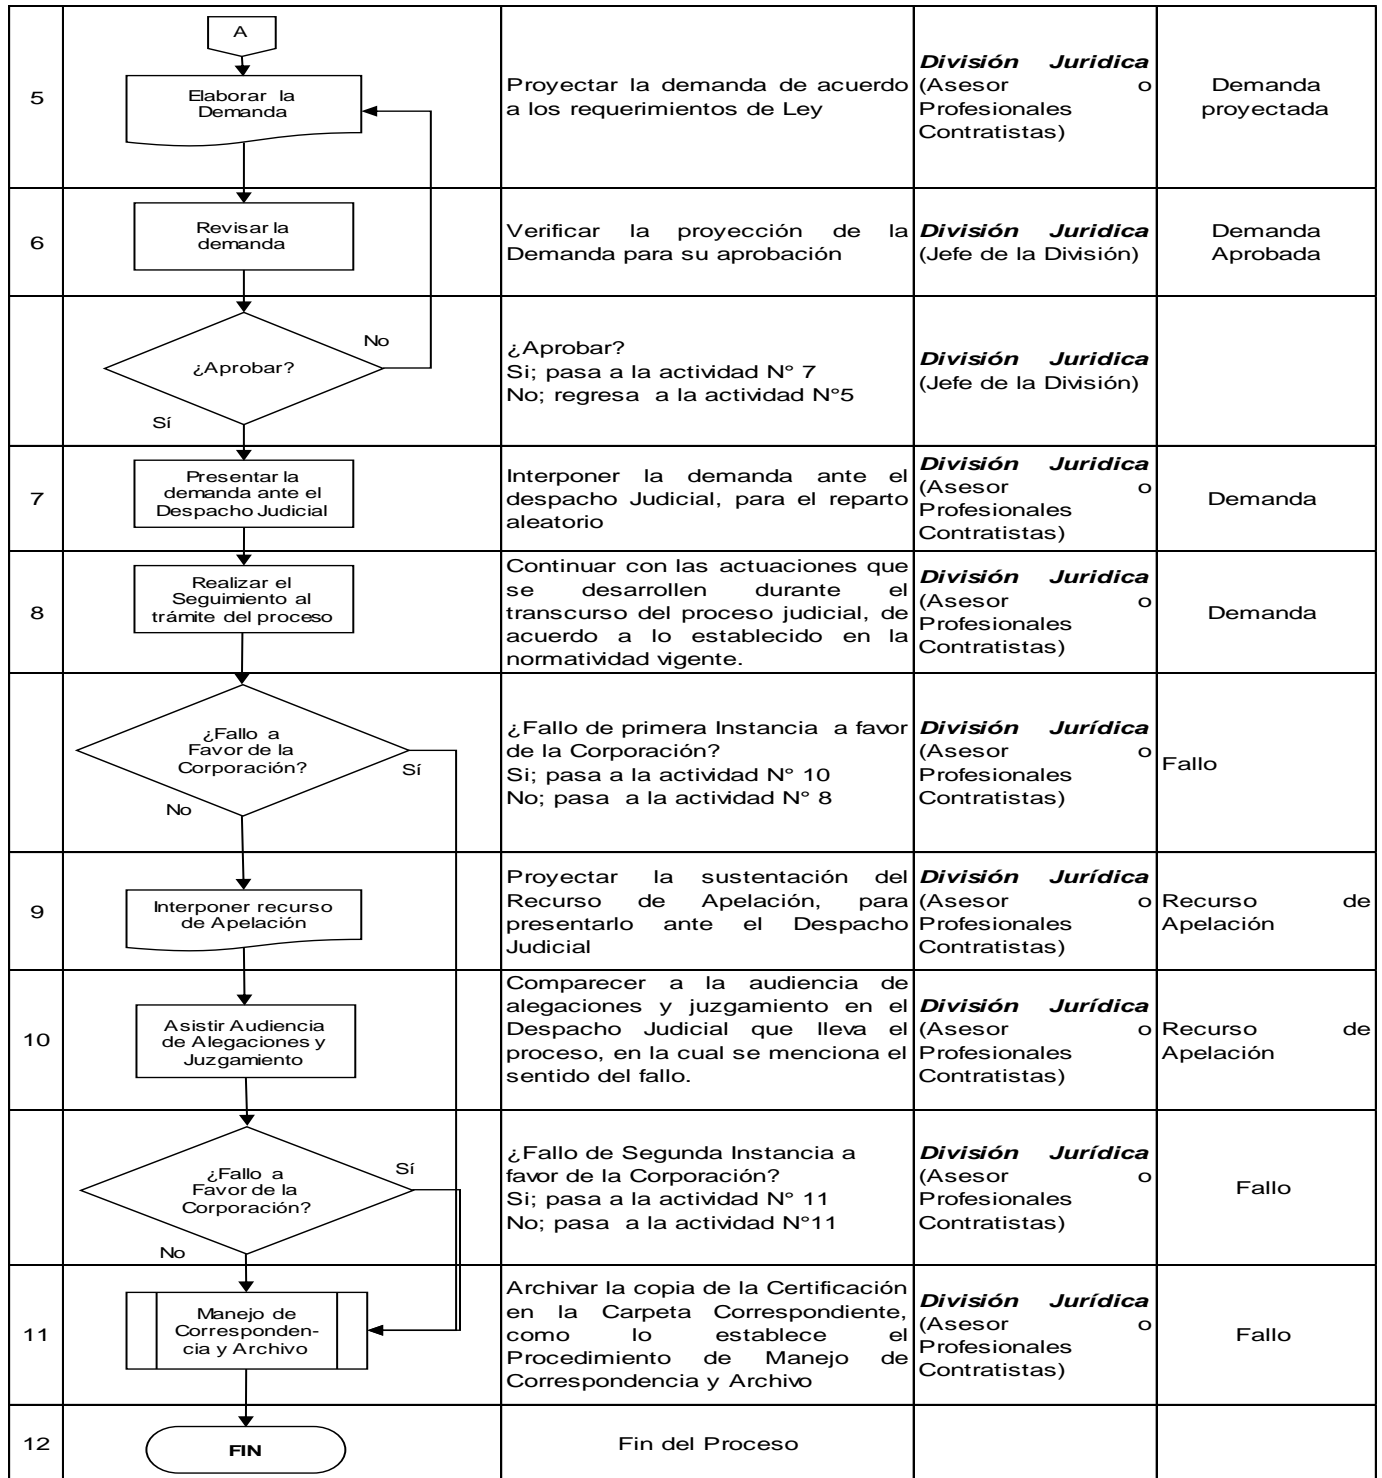 A
5
Elaborar la
Demanda
Proyectar la demanda de acuerdo
a los requerimientos de Ley
División Juridica
(Asesor o
Profesionales
Contratistas)
Demanda
proyectada
6
Revisar la
demanda
Verificar la proyección de la
Demanda para su aprobación
División Juridica
(Jefe de la División)
Demanda
Aprobada
¿Aprobar?
No
Sí
¿Aprobar?
Si; pasa a la actividad N° 7
No; regresa a la actividad N°5
División Juridica
(Jefe de la División)
7
Presentar la
demanda ante el
Despacho Judicial
Interponer la demanda ante el
despacho Judicial, para el reparto
aleatorio
División Juridica
(Asesor o
Profesionales
Contratistas)
Demanda
8
Realizar el
Seguimiento al
trámite del proceso
Continuar con las actuaciones que
se desarrollen durante el
transcurso del proceso judicial, de
acuerdo a lo establecido en la
normatividad vigente.
División Juridica
(Asesor o
Profesionales
Contratistas)
Demanda
¿Fallo a
Favor de la
Corporación?
Sí
No
¿Fallo de primera Instancia a favor
de la Corporación?
Si; pasa a la actividad N° 10
No; pasa a la actividad N° 8
División Jurídica
(Asesor o
Profesionales
Contratistas)
Fallo
9
Interponer recurso
de Apelación
Proyectar la sustentación del
Recurso de Apelación, para
presentarlo ante el Despacho
Judicial
División Jurídica
(Asesor o
Profesionales
Contratistas)
Recurso de
Apelación
10
Asistir Audiencia
de Alegaciones y
Juzgamiento
Comparecer a la audiencia de
alegaciones y juzgamiento en el
Despacho Judicial que lleva el
proceso, en la cual se menciona el
sentido del fallo.
División Jurídica
(Asesor o
Profesionales
Contratistas)
Recurso de
Apelación
¿Fallo a
Favor de la
Corporación?
Sí
No
¿Fallo de Segunda Instancia a
favor de la Corporación?
Si; pasa a la actividad N° 11
No; pasa a la actividad N°11
División Jurídica
(Asesor o
Profesionales
Contratistas)
Fallo
11
Manejo de
Corresponden-
cia y Archivo
Archivar la copia de la Certificación
en la Carpeta Correspondiente,
como lo establece el
Procedimiento de Manejo de
Correspondencia y Archivo
División Jurídica
(Asesor o
Profesionales
Contratistas)
Fallo
12
FIN
Fin del Proceso